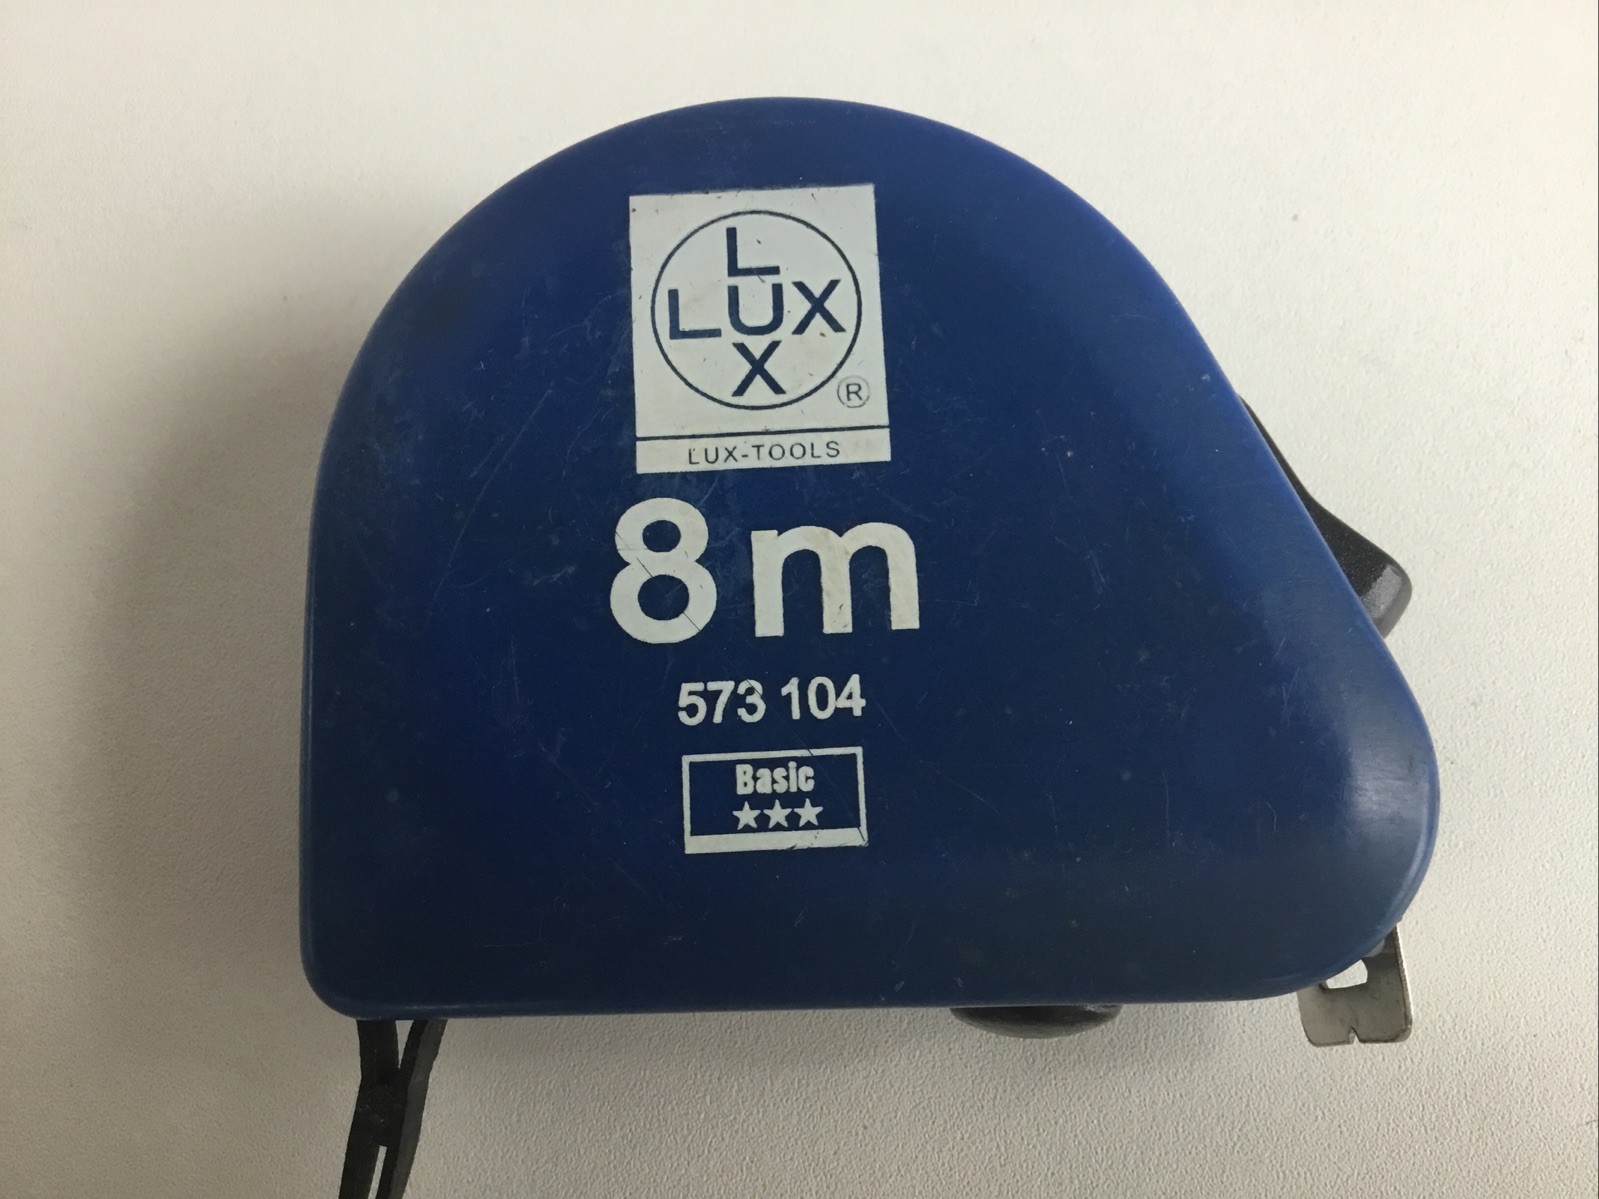 L
LUX
X
®
LUX-TOOLS
8m
573 104
Basic
★★★